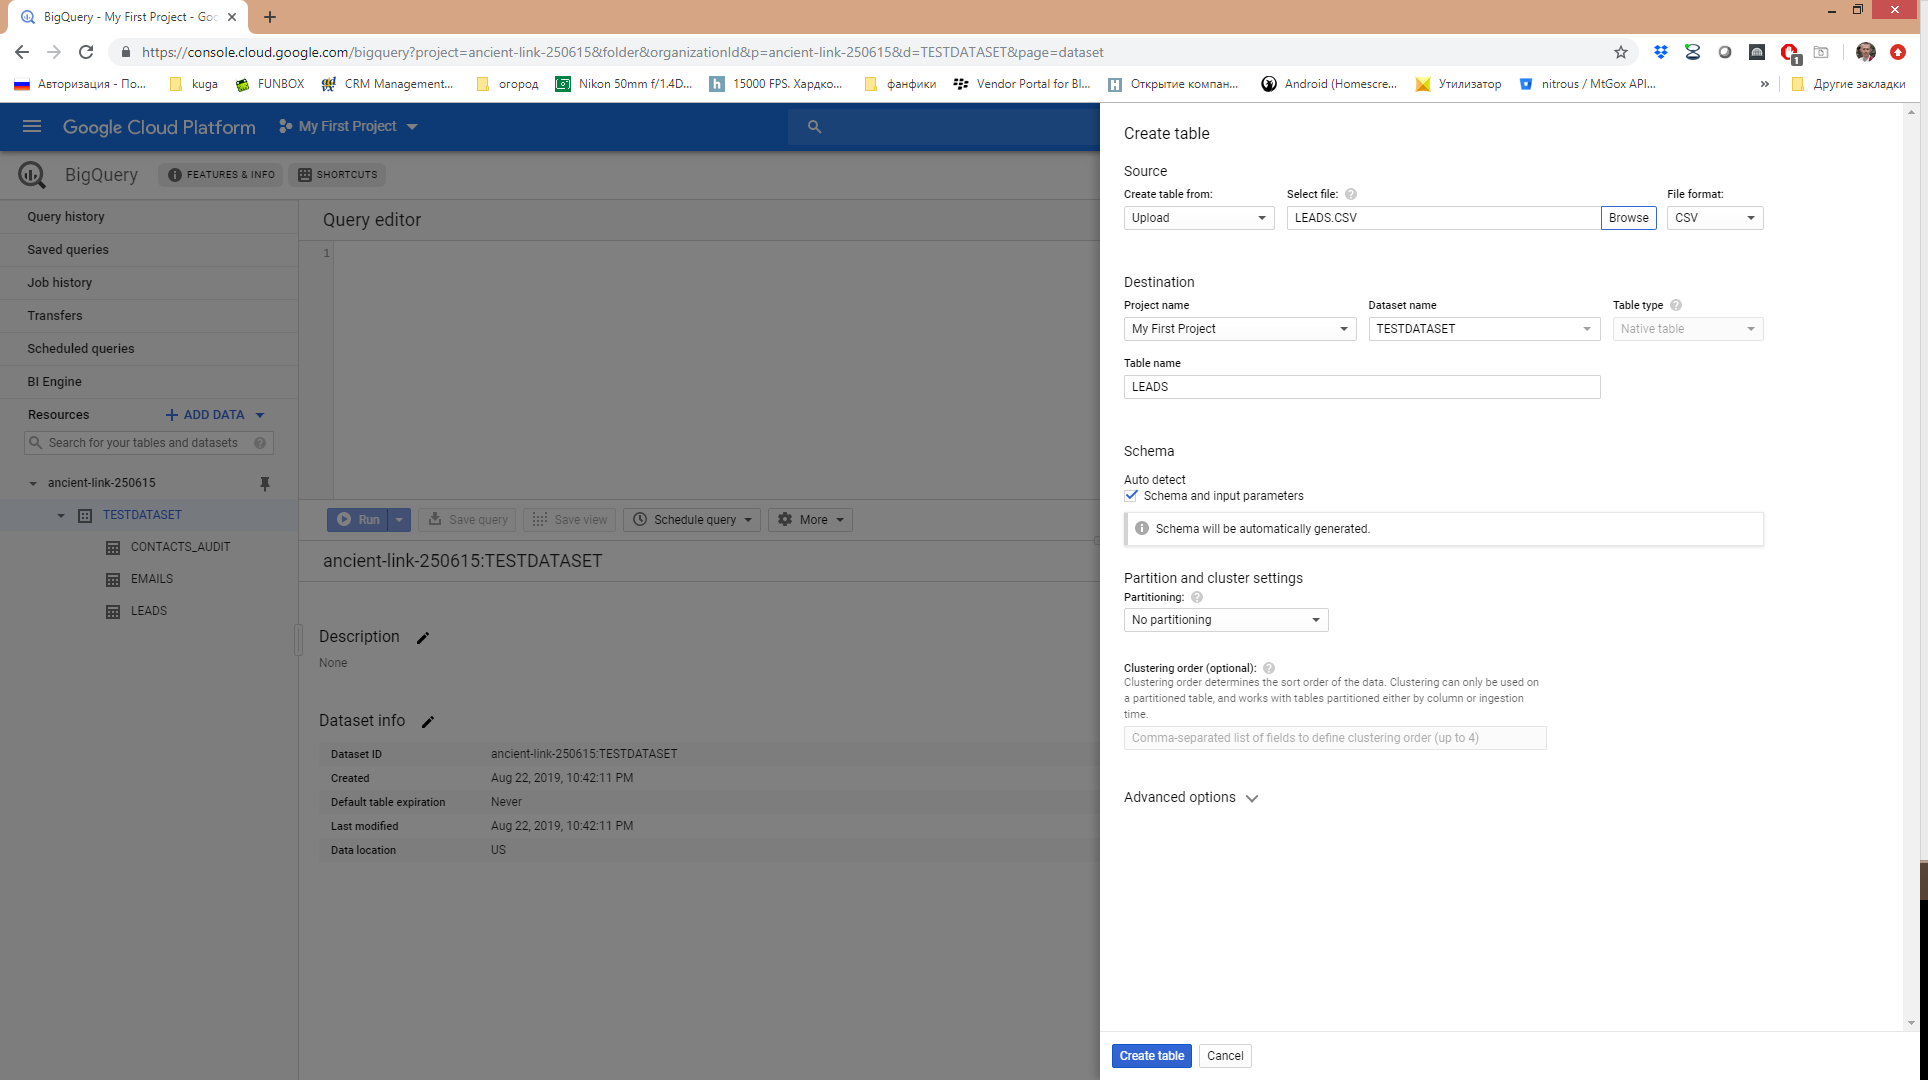 BigQuery - My First Project - Goo
https://console.cloud.google.com/bigquery?project=ancient-link-250615&folder&organizationId&p=ancient-link-250615&d=TESTDATASET&page=dataset
1
Авторизация - По... kuga FUNBOX CRM Management... огород Nikon 50mm f/1.4D... 15000 FPS. Хардко... фанфики Vendor Portal for Bl... Открытие компан... Android (Homescre... Утилизатор nitrous / MtGox API... » Другие закладки
Google Cloud Platform My First Project
BigQuery FEATURES & INFO SHORTCUTS
Query history
Saved queries
Job history
Transfers
Scheduled queries
BI Engine
Resources ADD DATA
Search for your tables and datasets
ancient-link-250615
TESTDATASET
CONTACTS_AUDIT
EMAILS
LEADS
Query editor
1
Run Save query Save view Schedule query More
ancient-link-250615:TESTDATASET
Description
None
Dataset info
Dataset ID ancient-link-250615:TESTDATASET
Created Aug 22, 2019, 10:42:11 PM
Default table expiration Never
Last modified Aug 22, 2019, 10:42:11 PM
Data location US
Create table
Source
Create table from: Select file: File format:
Upload LEADS.CSV Browse CSV
Destination
Project name Dataset name Table type
My First Project TESTDATASET Native table
Table name
LEADS
Schema
Auto detect
Schema and input parameters
Schema will be automatically generated.
Partition and cluster settings
Partitioning:
No partitioning
Clustering order (optional):
Clustering order determines the sort order of the data. Clustering can only be used on
a partitioned table, and works with tables partitioned either by column or ingestion
time.
Comma-separated list of fields to define clustering order (up to 4)
Advanced options
Create table Cancel